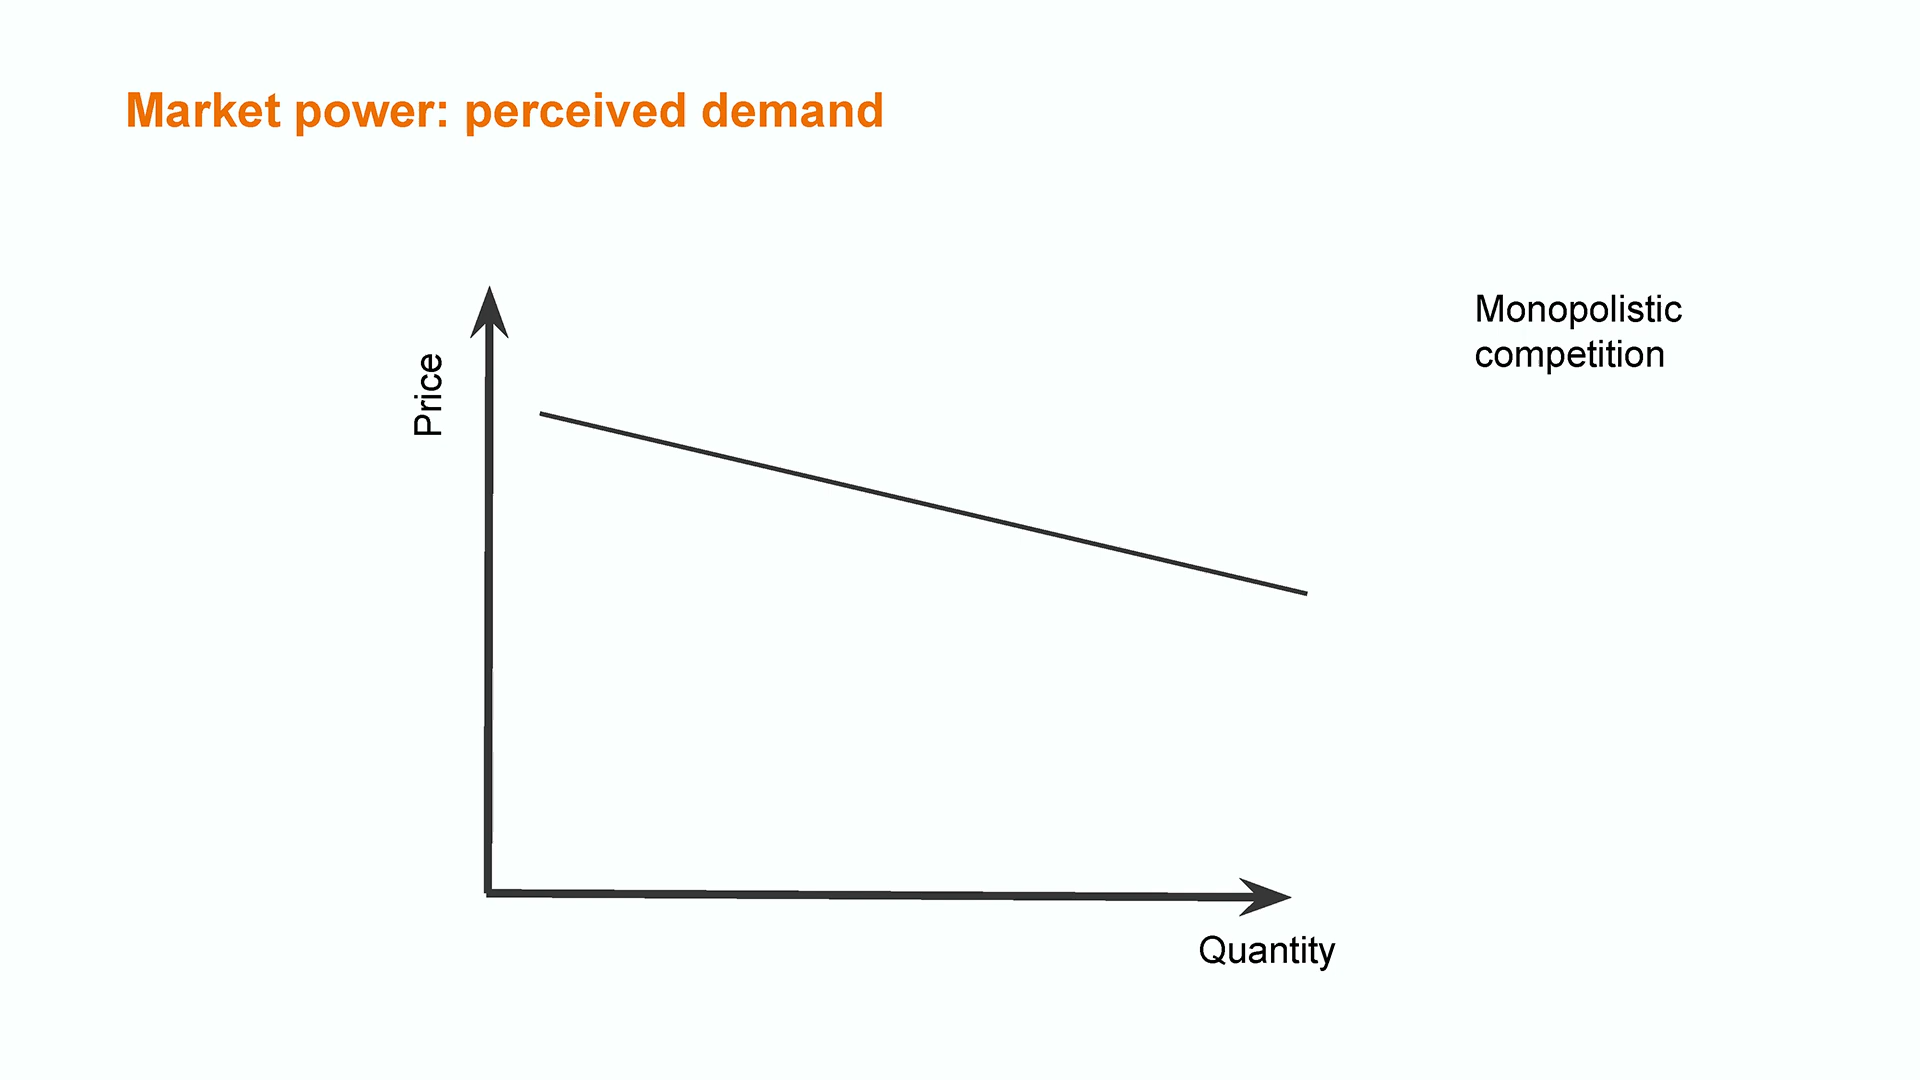 Market power: perceived demand
Price
Monopolistic
competition
Quantity